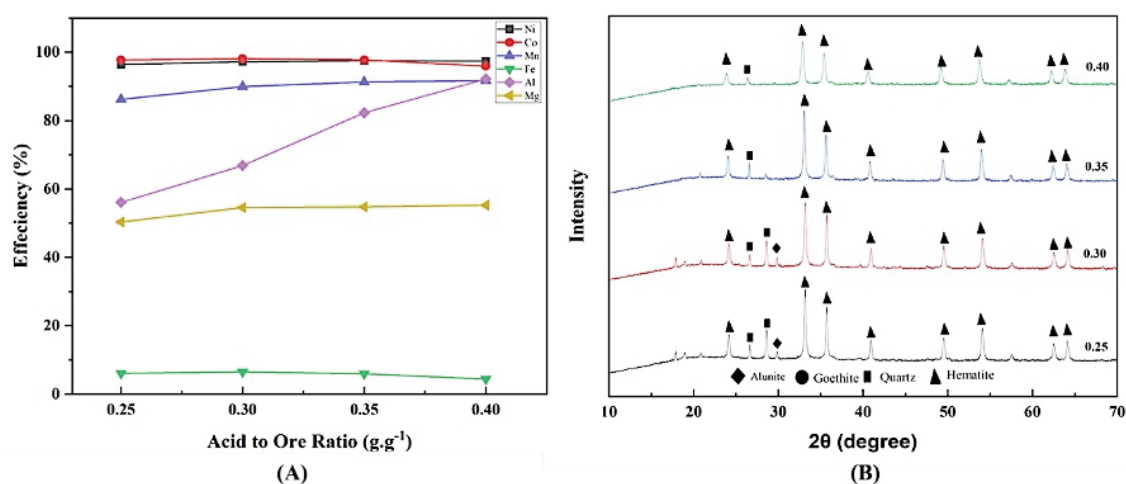 Ni
Co
Mn
Fe
Al
Mg
100
80
60
40
20
0
Effeciency (%)
0.25 0.30 0.35 0.40
Acid to Ore Ratio (g.g-1)
(A)
0.40
0.35
0.30
0.25
Intensity
Alunite Goethite Quartz Hematite
10 20 30 40 50 60 70
2θ (degree)
(B)